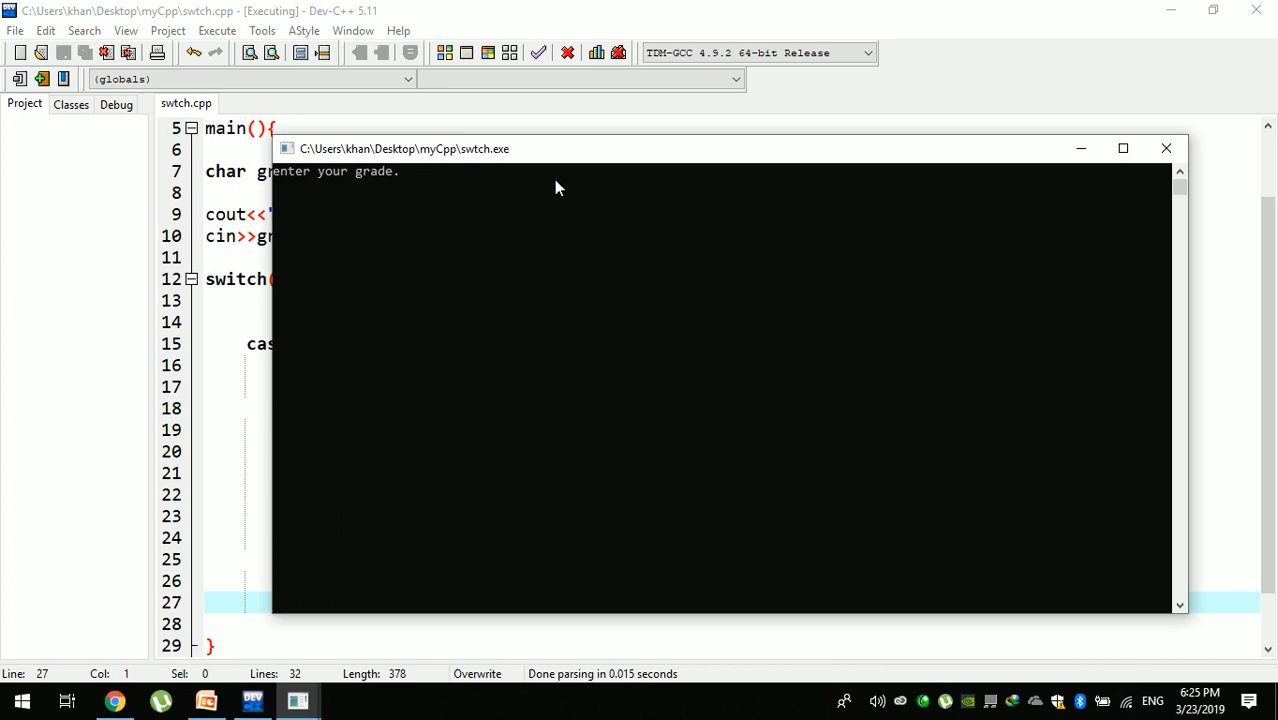 C:\Users\khan\Desktop\myCpp\swtch.cpp - [Executing] - Dev-C++ 5.11
File Edit Search View Project Execute Tools AStyle Window Help
TDM-GCC 4.9.2 64-bit Release
(globals)
Project Classes Debug swtch.cpp
5 main(){
C:\Users\khan\Desktop\myCpp\swtch.exe
6
7 char gr
enter your grade.
8
9 cout<<"
10 cin>>gr
11
12 switch(
13
14
15 cas
16
17
18
19
20
21
22
23
24
25
26
27
28
29 }
Line: 27 Col: 1 Sel: 0 Lines: 32 Length: 378 Overwrite Done parsing in 0.015 seconds
DEV ENG 6:25 PM
3/23/2019